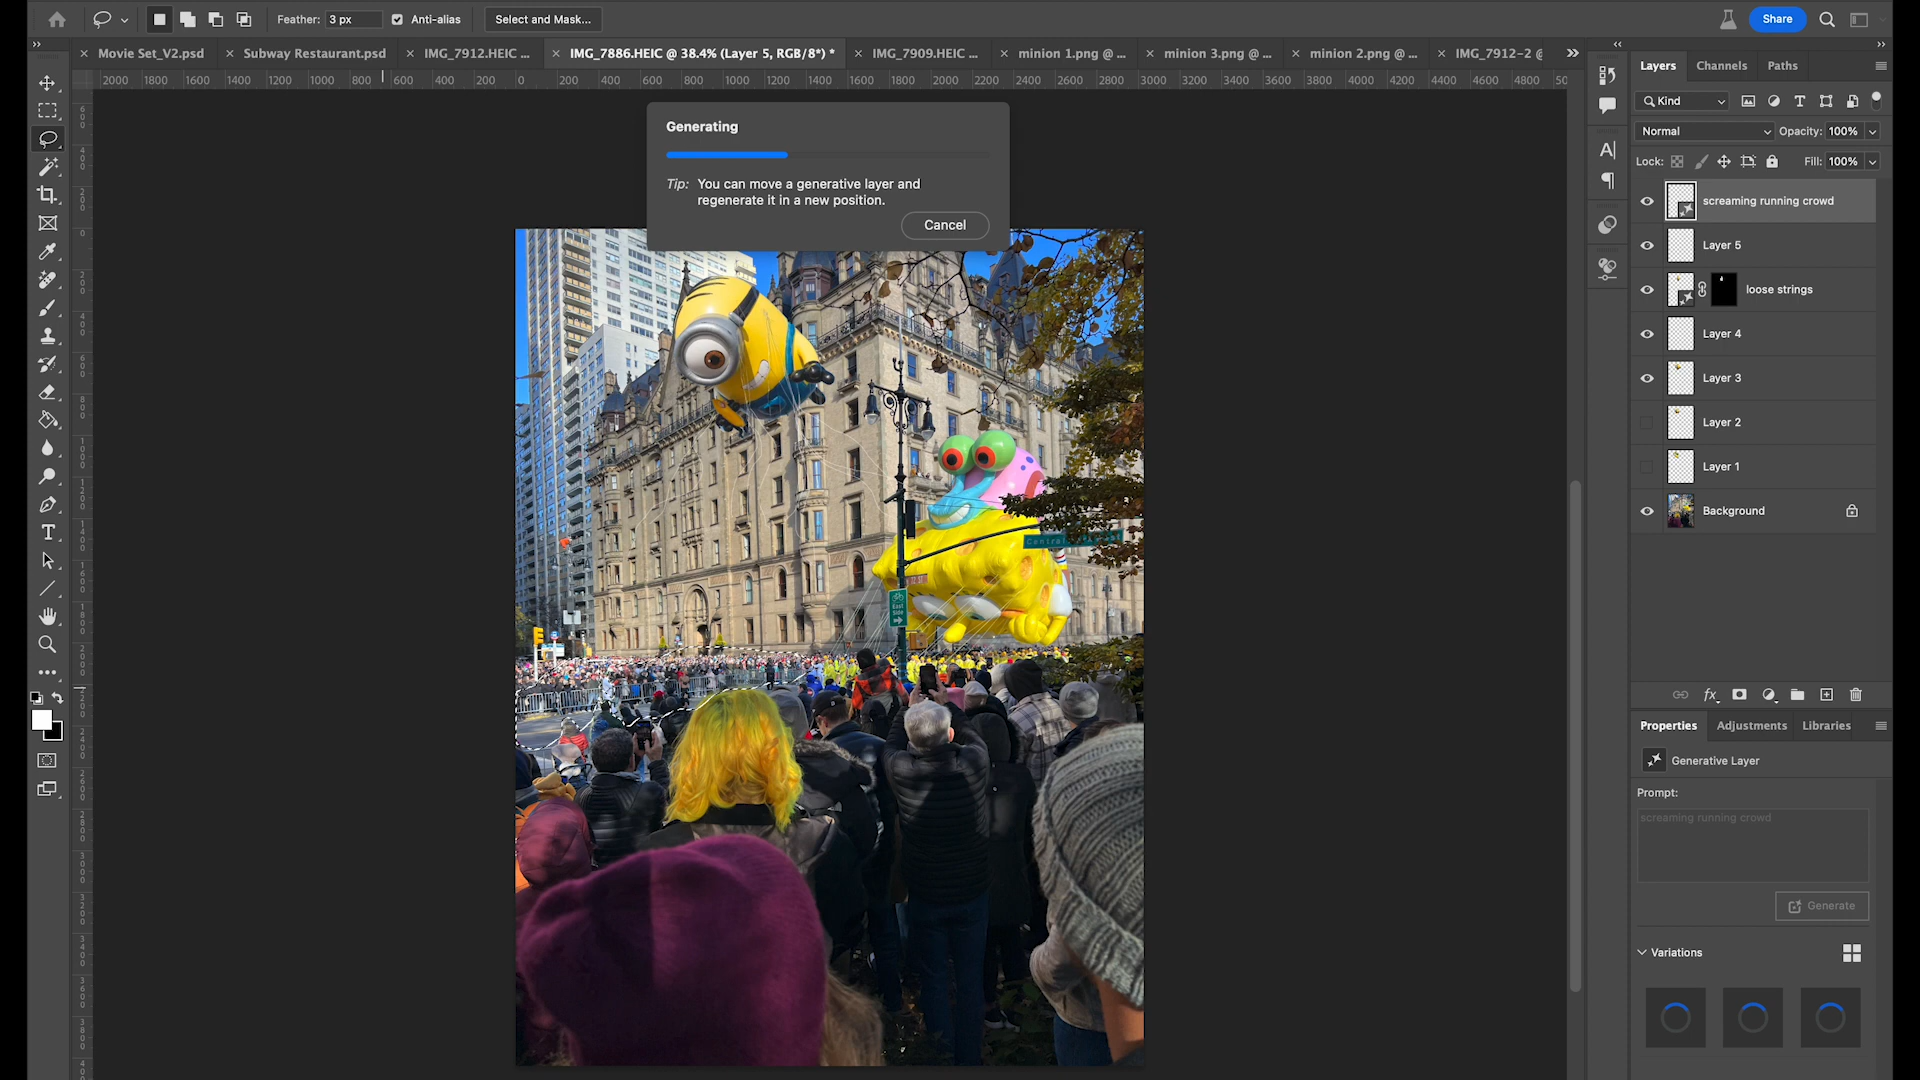 Feather: 3 px Anti-alias Select and Mask... Share
Movie Set_V2.psd Subway Restaurant.psd IMG_7912.HEIC ... IMG_7886.HEIC @ 38.4% (Layer 5, RGB/8*) * IMG_7909.HEIC ... minion 1.png @ ... minion 3.png @ ... minion 2.png @ ... IMG_7912-2 @
2000 1800 1600 1400 1200 1000 800 600 400 200 0 200 400 600 800 1000 1200 1400 1600 1800 2000 2200 2400 2600 2800 3000 3200 3400 3600 3800 4000 4200 4400 4600 4800 50
Generating
Tip: You can move a generative layer and
regenerate it in a new position.
Cancel
72 ST
East
Side
Layers Channels Paths
Kind
Normal Opacity: 100%
Lock: Fill: 100%
screaming running crowd
Layer 5
loose strings
Layer 4
Layer 3
Layer 2
Layer 1
Background
Properties Adjustments Libraries
Generative Layer
Prompt:
screaming running crowd
Generate
Variations